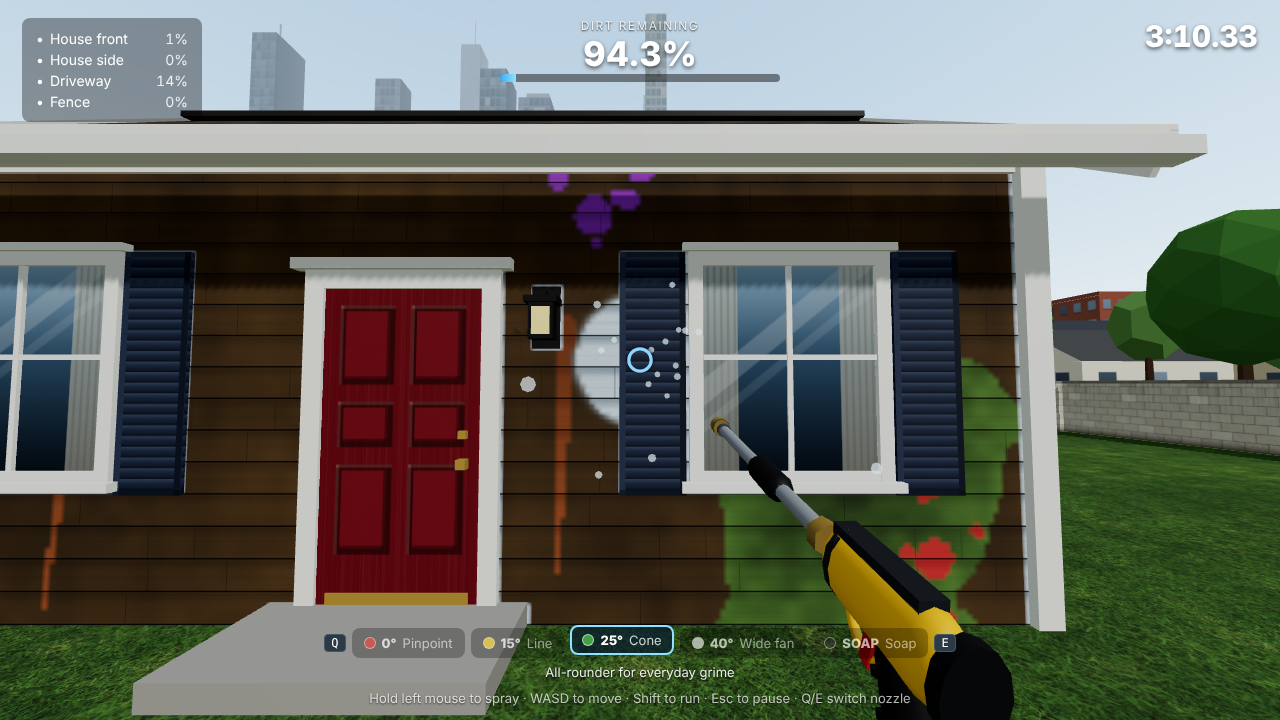 • House front 1%
• House side 0%
• Driveway 14%
• Fence 0%
DIRT REMAINING
94.3%
3:10.33
Q 0° Pinpoint 15° Line 25° Cone 40° Wide fan SOAP Soap E
All-rounder for everyday grime
Hold left mouse to spray · WASD to move · Shift to run · Esc to pause · Q/E switch nozzle